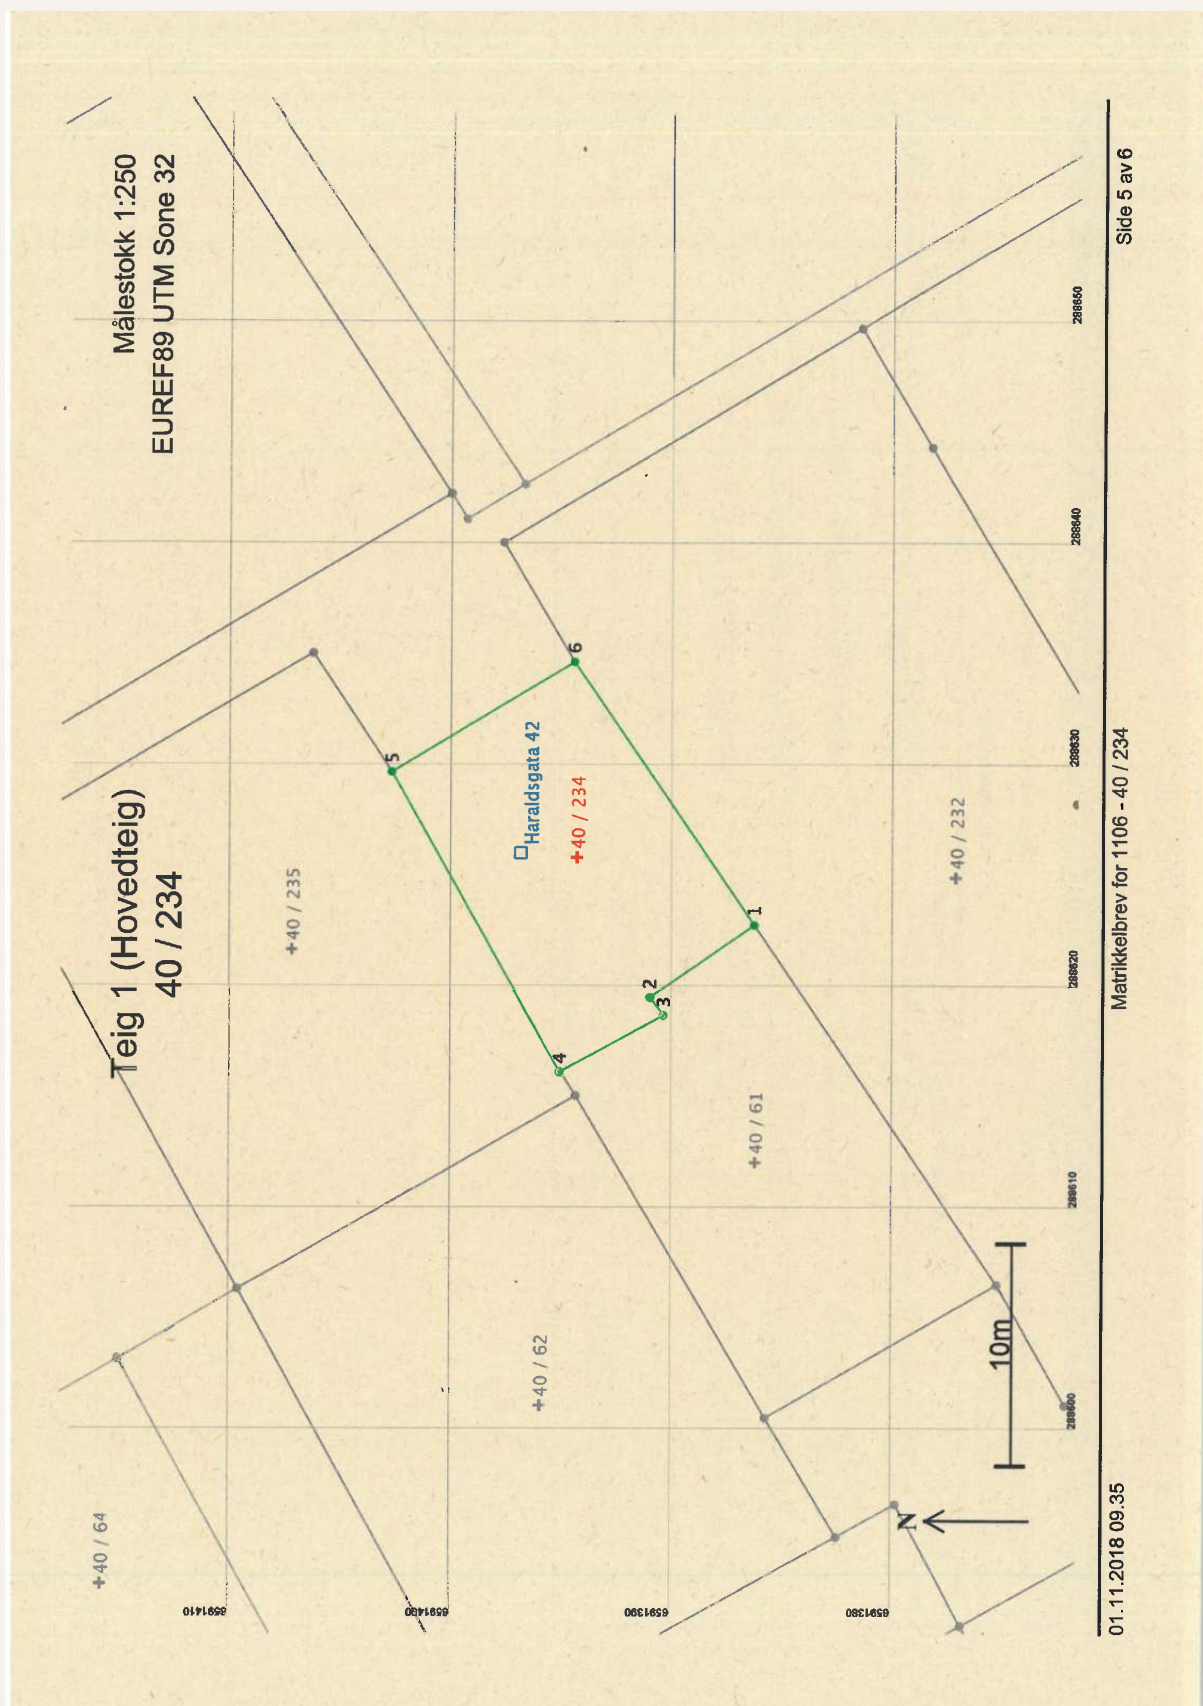 Teig 1 (Hovedteig)
40 / 234
Målestokk 1:250
EUREF89 UTM Sone 32
+40 / 64
+40 / 235
+40 / 62
Haraldsgata 42
+40 / 234
+40 / 61
+40 / 232
1
2
3
4
5
6
6591410
6591400
6591390
6591380
288600
288610
288620
288630
288640
288650
N
10m
01.11.2018 09.35
Matrikkelbrev for 1106 - 40 / 234
Side 5 av 6